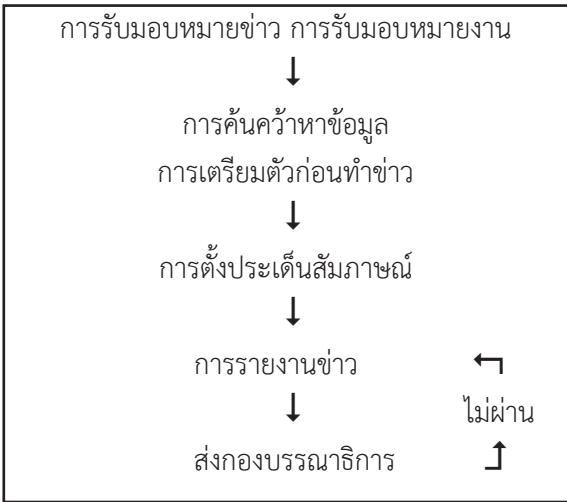 การรับมอบหมายข่าว การรับมอบหมายงาน
↓
การค้นคว้าหาข้อมูล
การเตรียมตัวก่อนทำข่าว
↓
การตั้งประเด็นสัมภาษณ์
↓
การรายงานข่าว
↓ ไม่ผ่าน
ส่งกองบรรณาธิการ